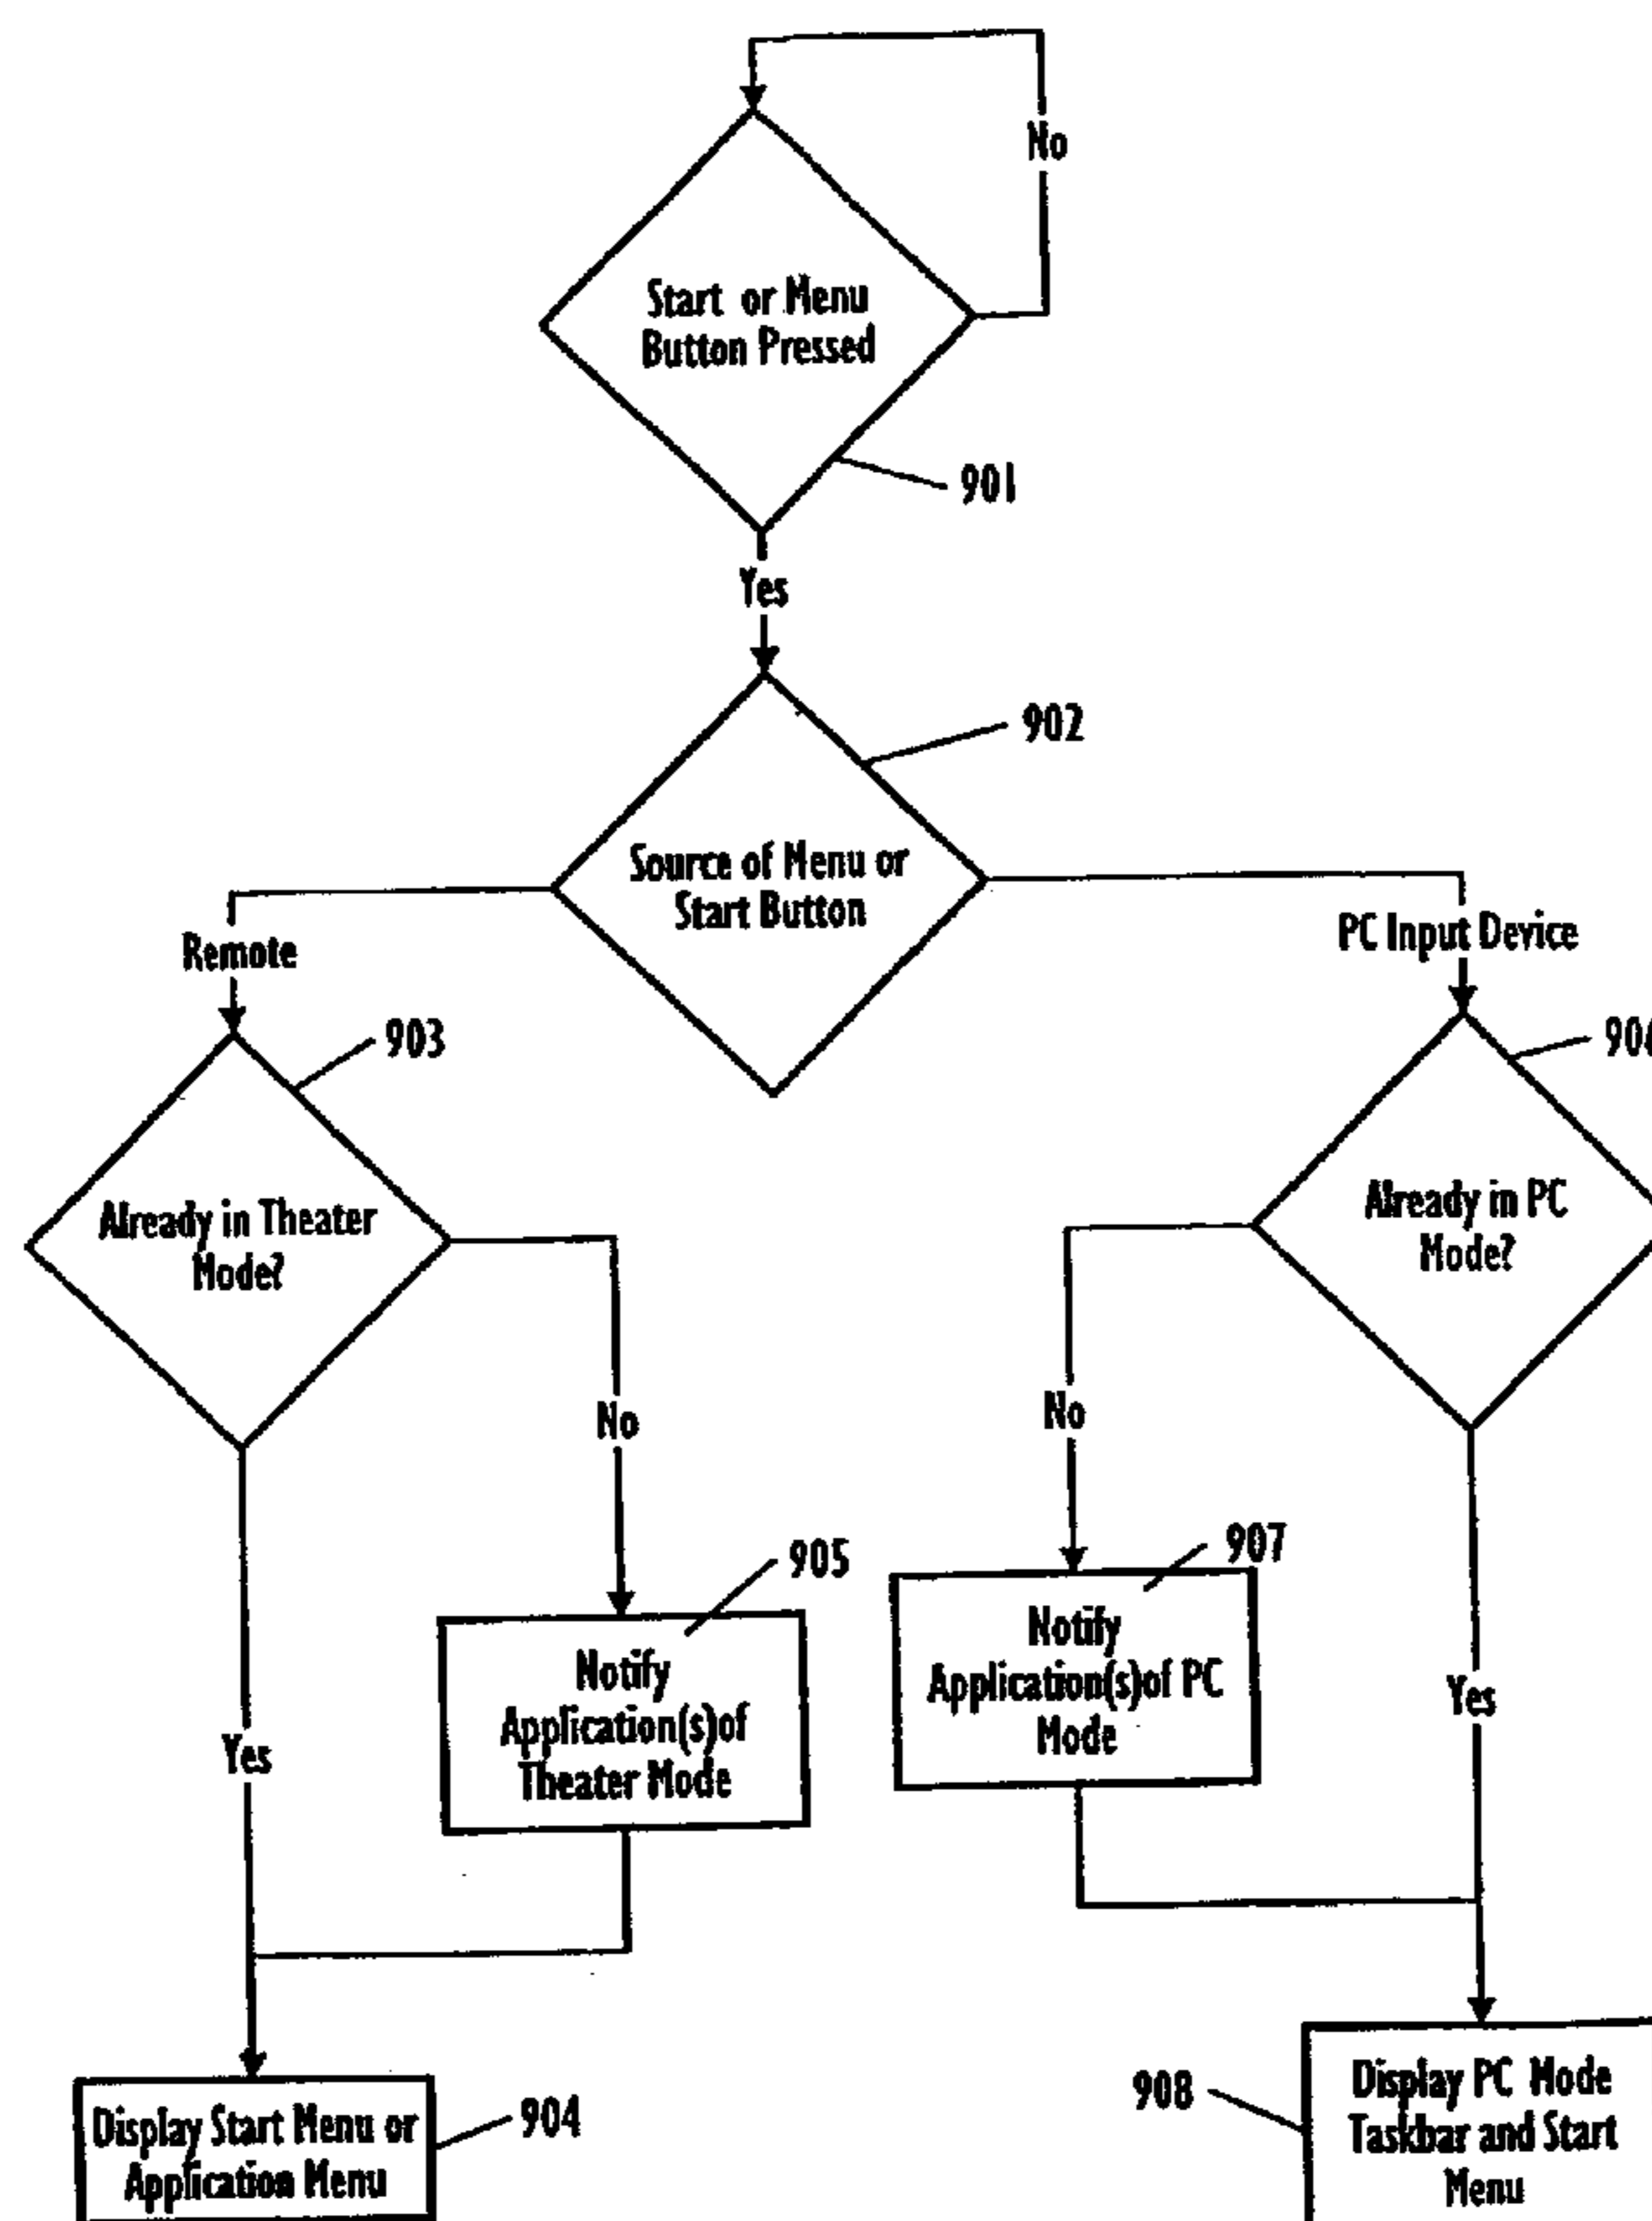 No
Start or Menu
Button Pressed
901
Yes
902
Source of Menu or
Start Button
Remote
PC Input Device
903
Already in Theater
Mode?
Already in PC
Mode?
No
No
905
907
Notify
Application(s)of
Theater Mode
Notify
Application(s)of PC
Mode
Yes
Yes
904
Display Start Menu or
Application Menu
908
Display PC Mode
Taskbar and Start
Menu